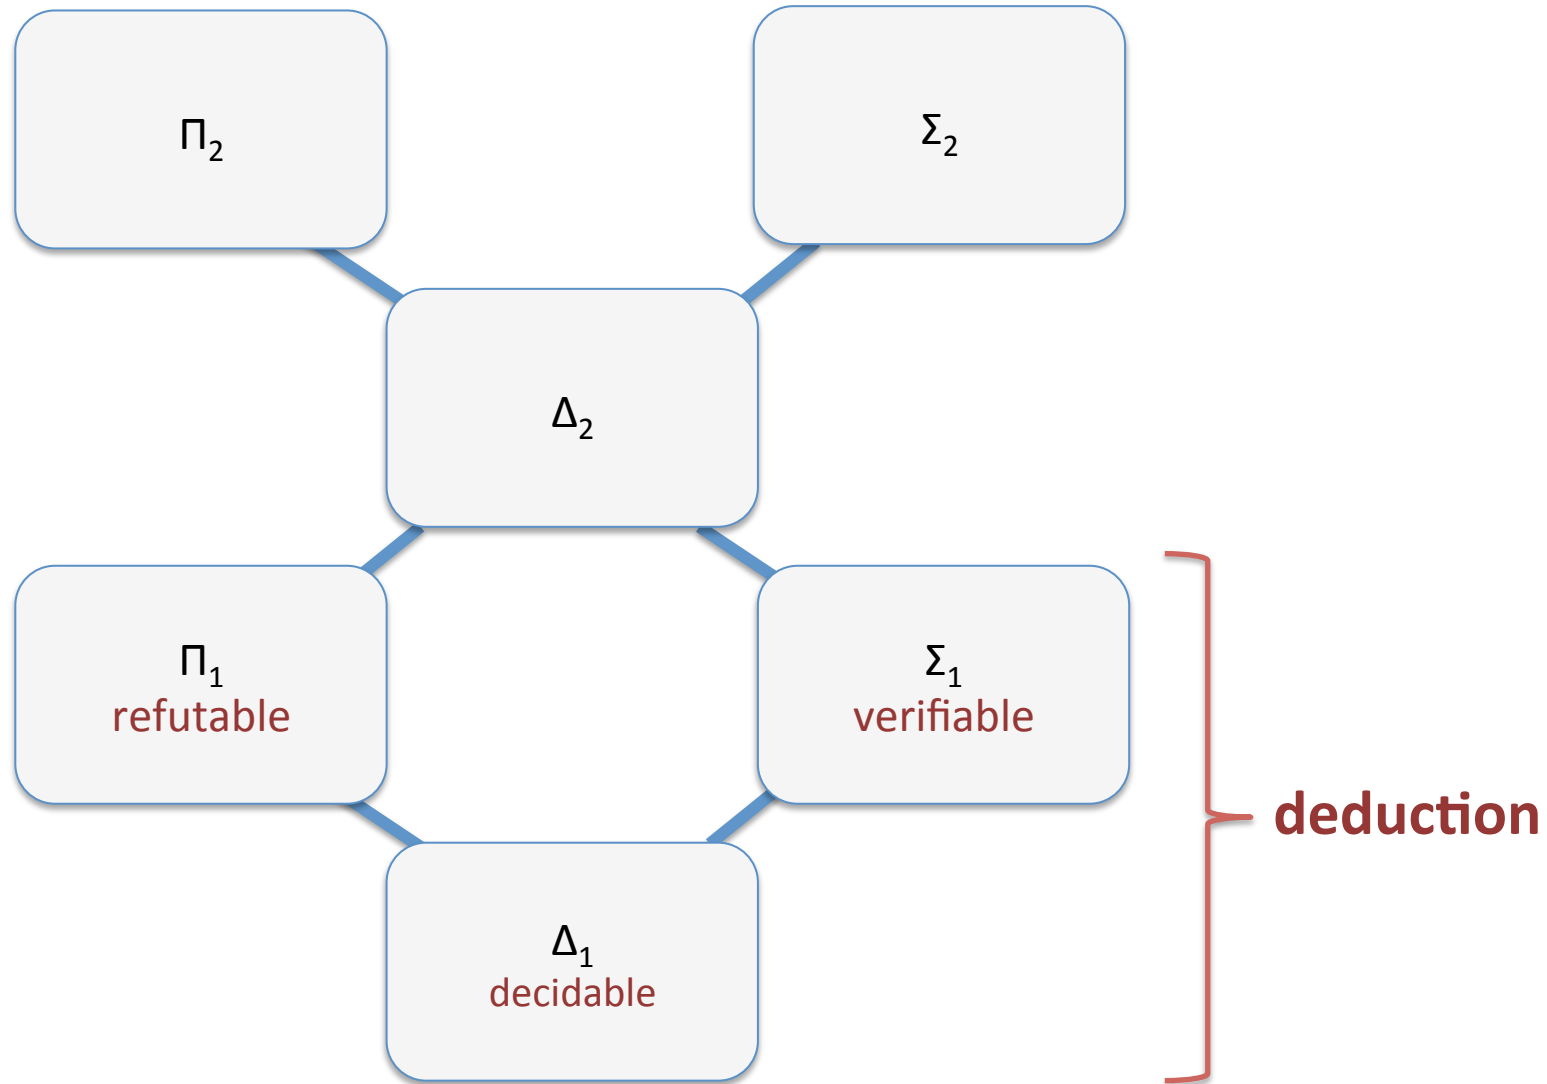 Π₂
Σ₂
Δ₂
Π₁
refutable
Σ₁
verifiable
deduction
Δ₁
decidable